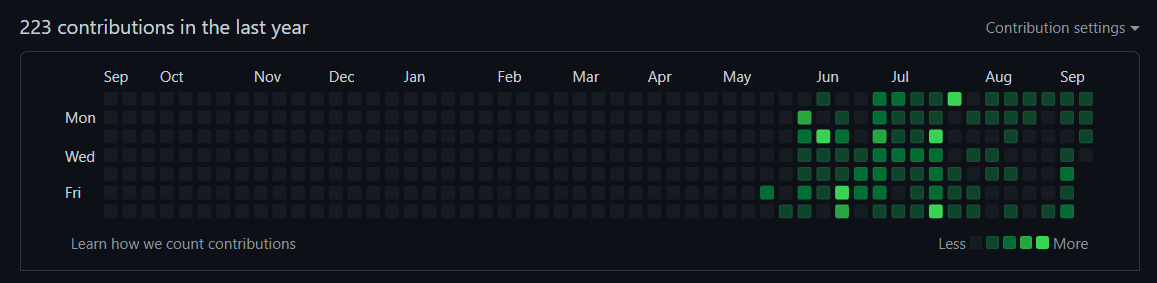 223 contributions in the last year
Contribution settings
Sep Oct Nov Dec Jan Feb Mar Apr May Jun Jul Aug Sep
Mon
Wed
Fri
Learn how we count contributions
Less More